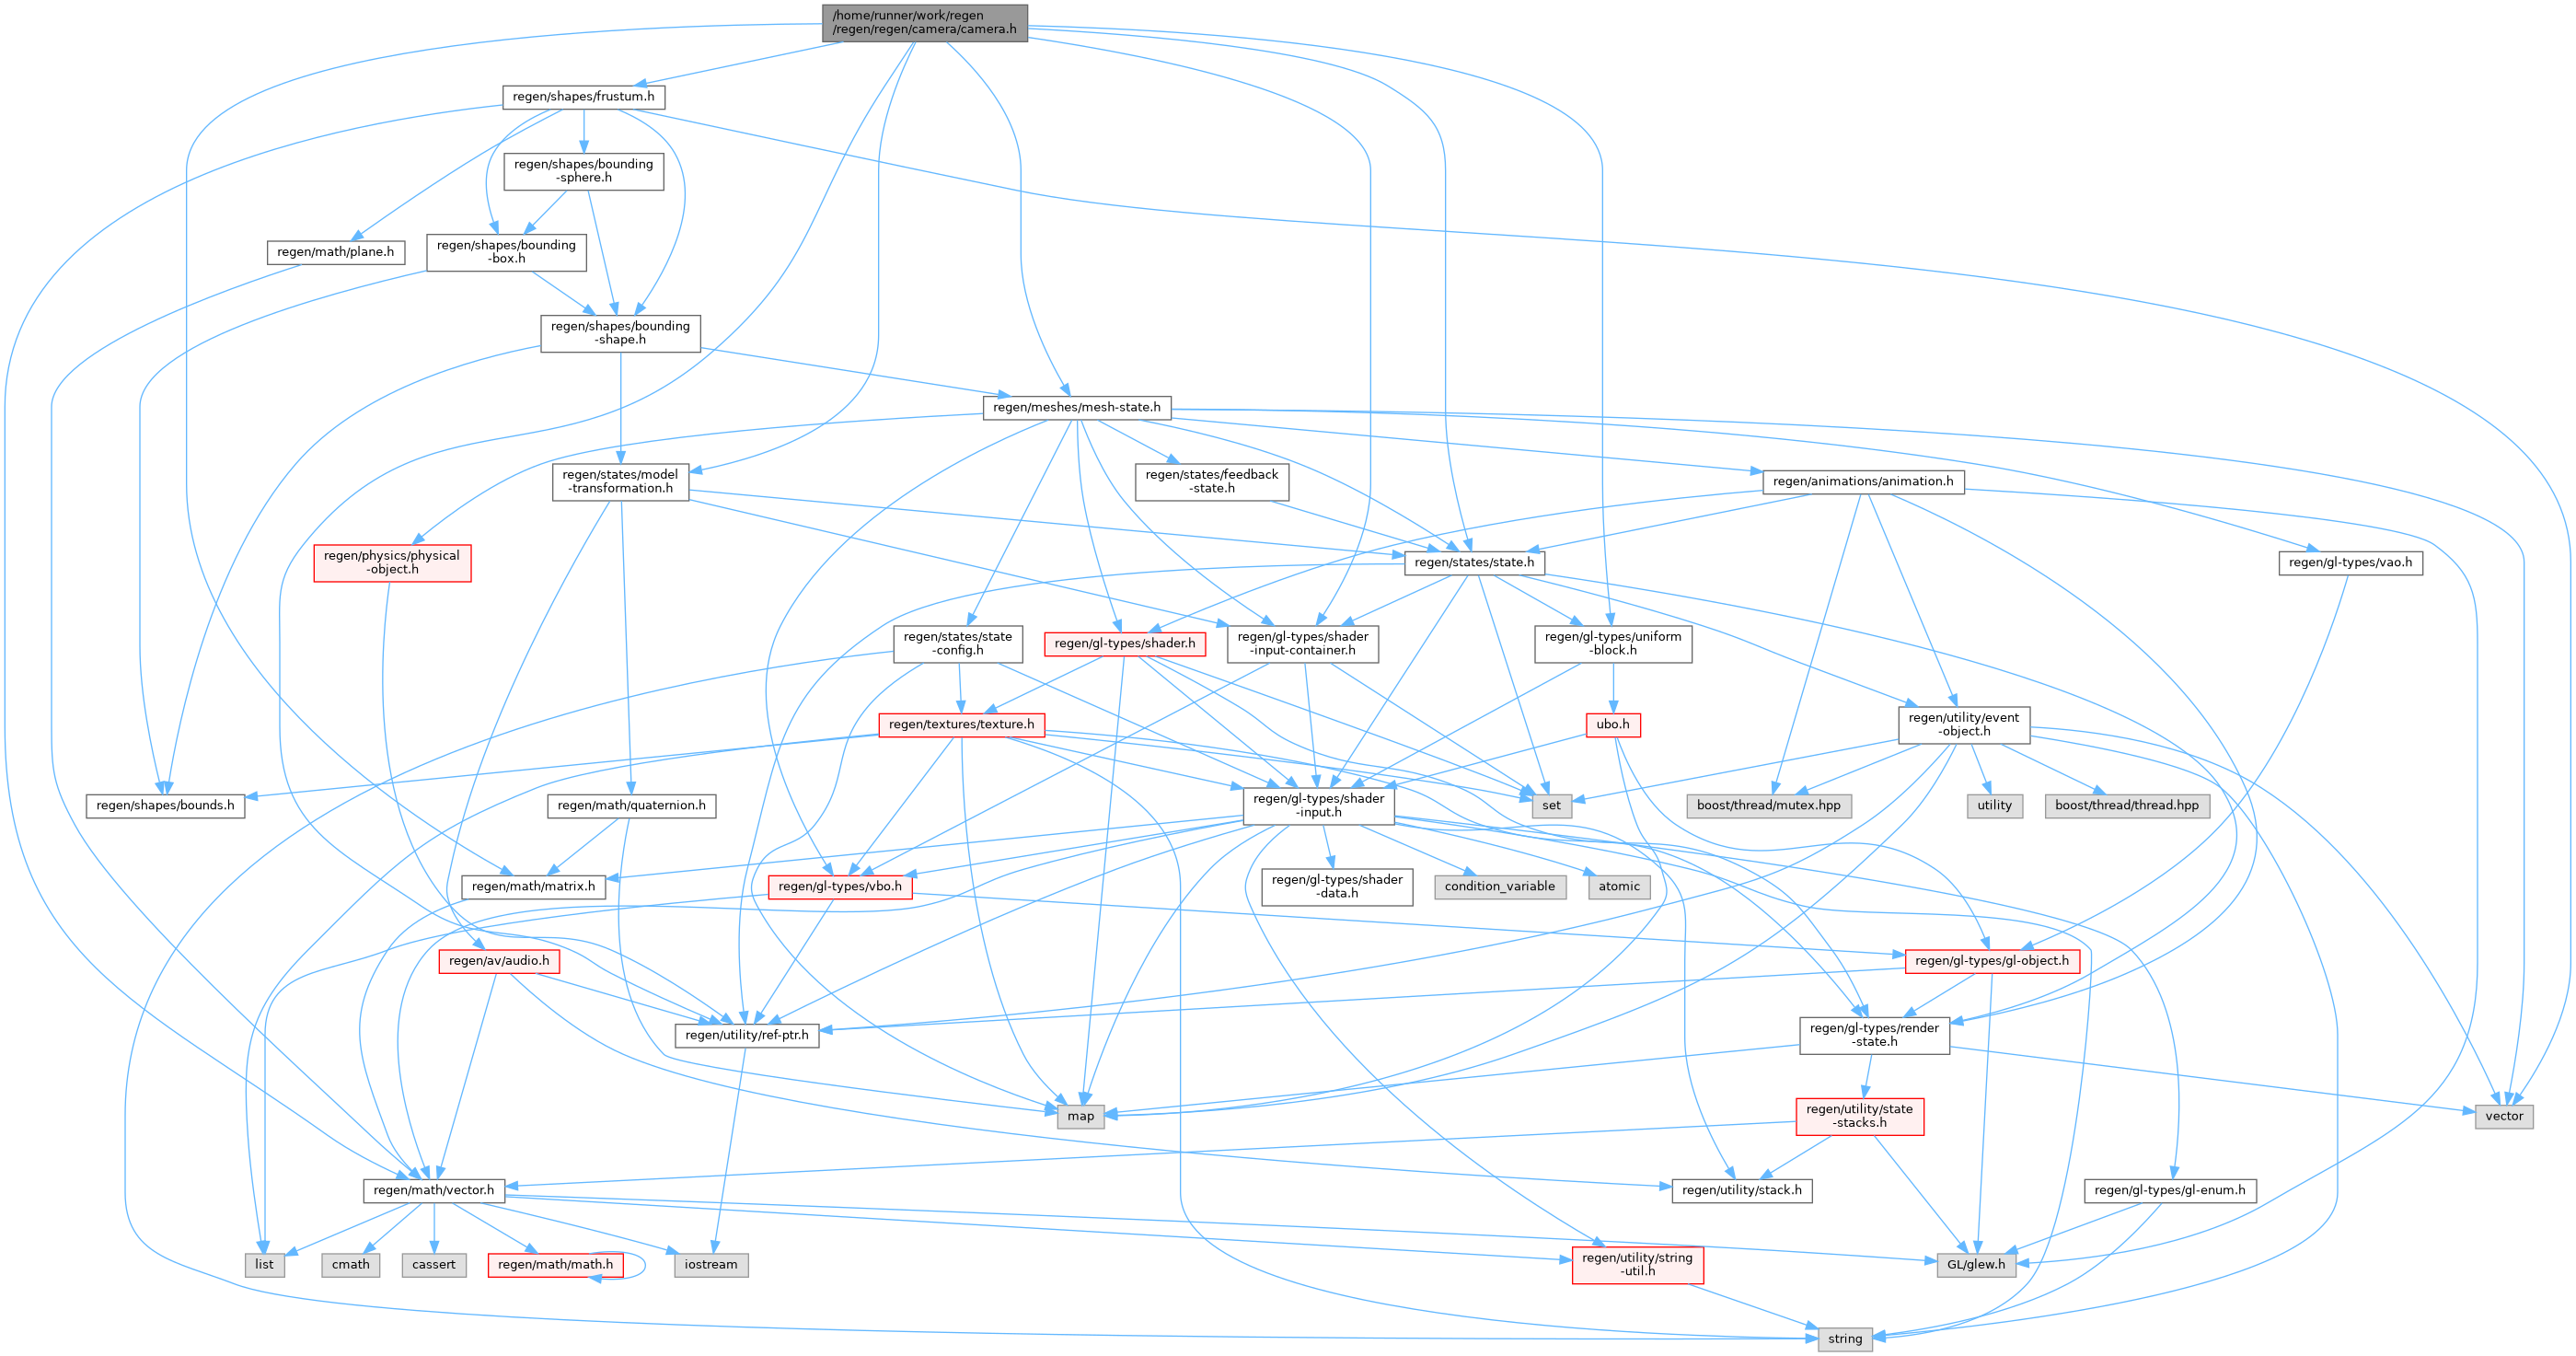 /home/runner/work/regen
/regen/regen/camera/camera.h
regen/shapes/frustum.h
regen/shapes/bounding
-sphere.h
regen/math/plane.h
regen/shapes/bounding
-box.h
regen/shapes/bounding
-shape.h
regen/meshes/mesh-state.h
regen/states/model
-transformation.h
regen/states/feedback
-state.h
regen/animations/animation.h
regen/physics/physical
-object.h
regen/states/state.h
regen/gl-types/vao.h
regen/states/state
-config.h
regen/gl-types/shader.h
regen/gl-types/shader
-input-container.h
regen/gl-types/uniform
-block.h
regen/textures/texture.h
ubo.h
regen/utility/event
-object.h
regen/shapes/bounds.h
regen/math/quaternion.h
regen/gl-types/shader
-input.h
set
boost/thread/mutex.hpp
utility
boost/thread/thread.hpp
regen/math/matrix.h
regen/gl-types/vbo.h
regen/gl-types/shader
-data.h
condition_variable
atomic
regen/av/audio.h
regen/gl-types/gl-object.h
regen/utility/ref-ptr.h
regen/gl-types/render
-state.h
map
regen/utility/state
-stacks.h
vector
regen/math/vector.h
regen/utility/stack.h
regen/gl-types/gl-enum.h
list
cmath
cassert
regen/math/math.h
iostream
regen/utility/string
-util.h
GL/glew.h
string